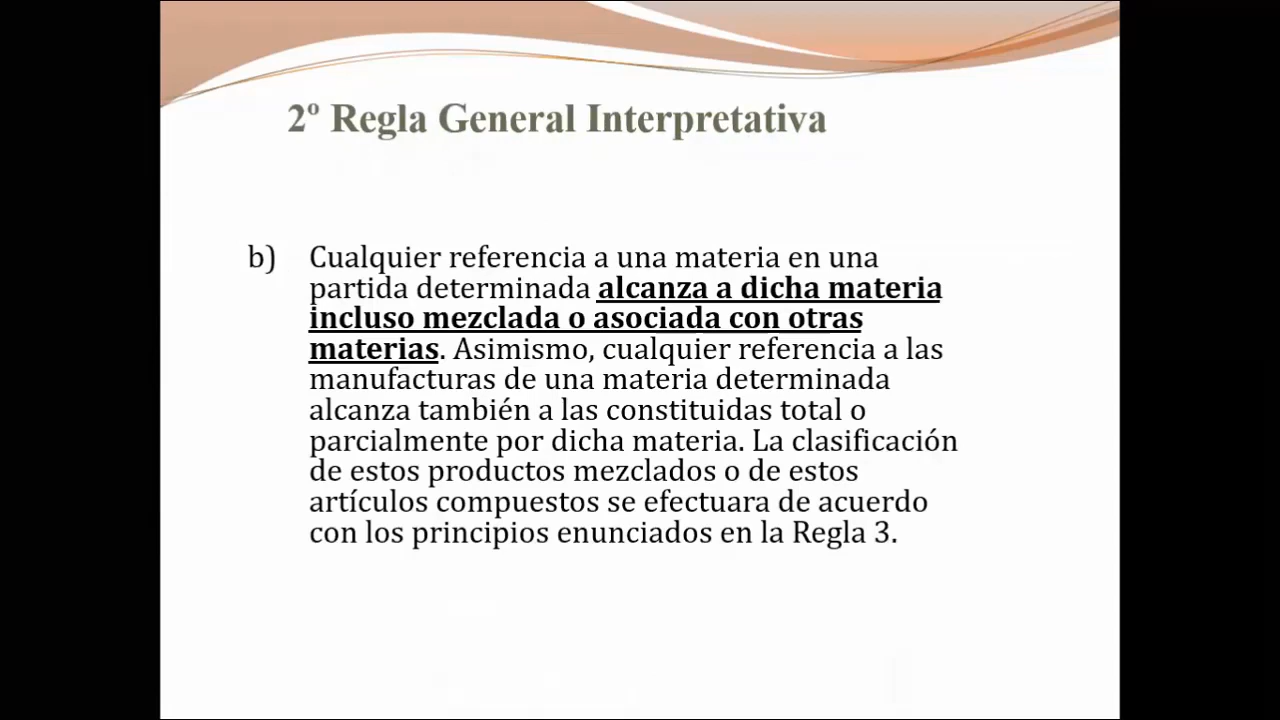 2º Regla General Interpretativa
b) Cualquier referencia a una materia en una
partida determinada alcanza a dicha materia
incluso mezclada o asociada con otras
materias. Asimismo, cualquier referencia a las
manufacturas de una materia determinada
alcanza también a las constituidas total o
parcialmente por dicha materia. La clasificación
de estos productos mezclados o de estos
artículos compuestos se efectuara de acuerdo
con los principios enunciados en la Regla 3.